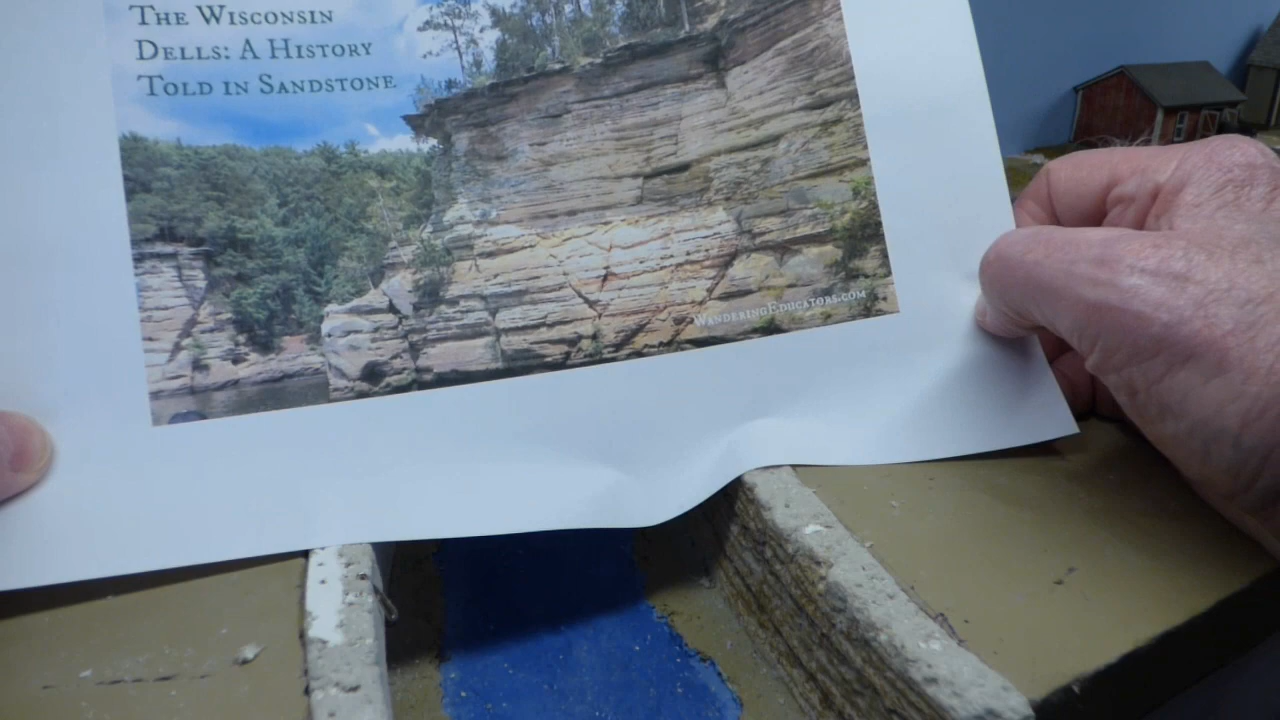 The Wisconsin
Dells: A History
Told in Sandstone
WanderingEducators.com